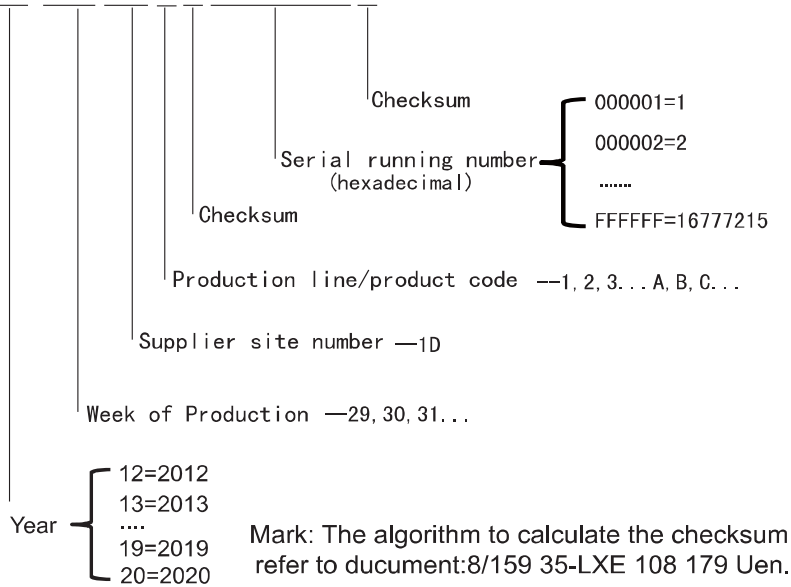 Checksum
000001=1
000002=2
.......
FFFFFF=16777215
Serial running number
(hexadecimal)
Checksum
Production line/product code --1, 2, 3... A, B, C...
Supplier site number —1D
Week of Production —29, 30, 31...
Year
12=2012
13=2013
....
19=2019
20=2020
Mark: The algorithm to calculate the checksum
refer to ducument:8/159 35-LXE 108 179 Uen.